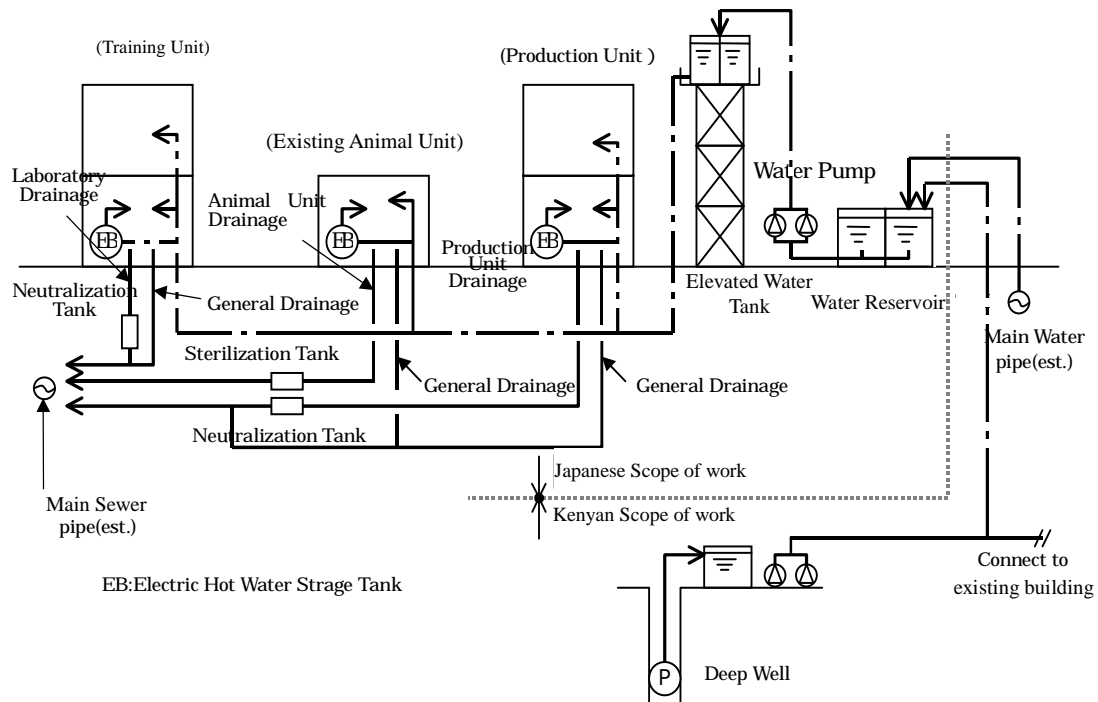 (Training Unit)
(Production Unit )
(Existing Animal Unit)
Laboratory
Drainage
Animal Unit
Drainage
Water Pump
EB
EB
EB
Production
Unit
Drainage
Neutralization
Tank
General Drainage
Elevated Water
Tank
Water Reservoir
Main Water
pipe(est.)
Sterilization Tank
General Drainage
General Drainage
Neutralization Tank
Main Sewer
pipe(est.)
Japanese Scope of work
Kenyan Scope of work
Connect to
existing building
EB:Electric Hot Water Strage Tank
P
Deep Well